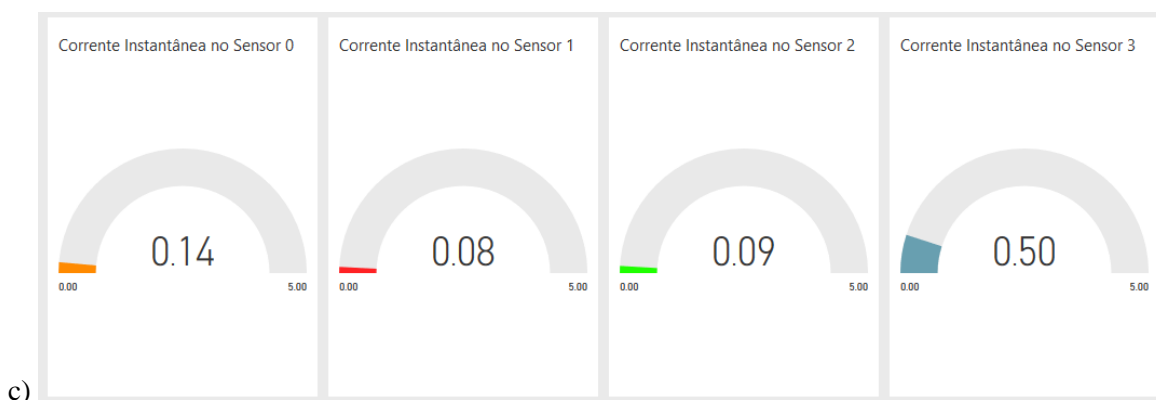 Corrente Instantânea no Sensor 0
Corrente Instantânea no Sensor 1
Corrente Instantânea no Sensor 2
Corrente Instantânea no Sensor 3
0.14
0.08
0.09
0.50
0.00 5.00
0.00 5.00
0.00 5.00
0.00 5.00
c)